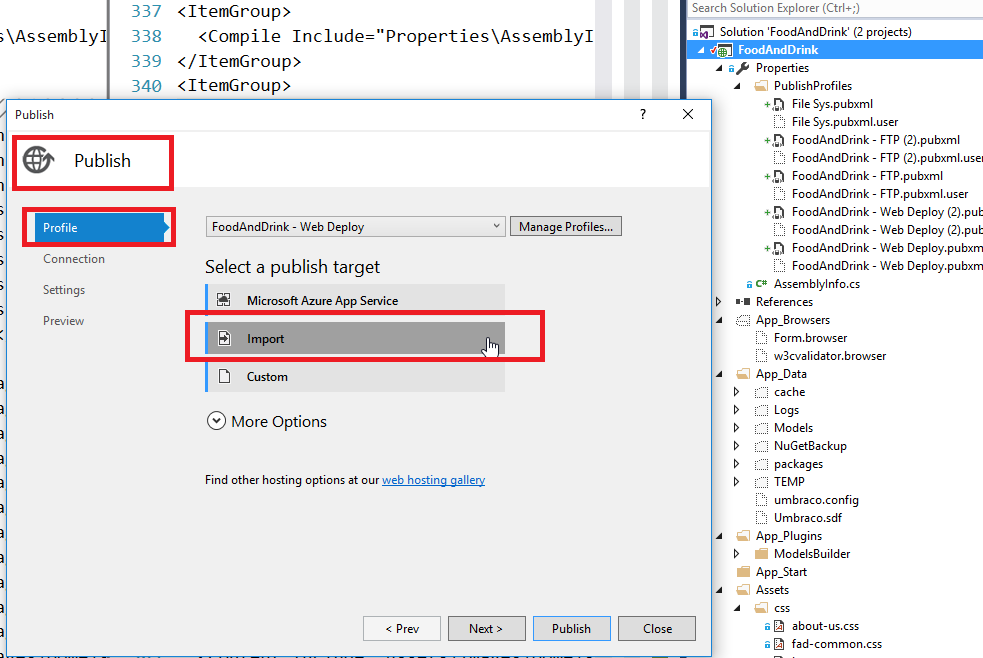 337 <ItemGroup>
s\AssemblyI
338 <Compile Include="Properties\AssemblyI
339 </ItemGroup>
340 <ItemGroup>
Publish
?
Publish
Profile
Connection
Settings
Preview
FoodAndDrink - Web Deploy
Manage Profiles...
Select a publish target
Microsoft Azure App Service
Import
Custom
More Options
Find other hosting options at our web hosting gallery
< Prev
Next >
Publish
Close
Search Solution Explorer (Ctrl+;)
Solution 'FoodAndDrink' (2 projects)
FoodAndDrink
Properties
PublishProfiles
File Sys.pubxml
File Sys.pubxml.user
FoodAndDrink - FTP (2).pubxml
FoodAndDrink - FTP (2).pubxml.user
FoodAndDrink - FTP.pubxml
FoodAndDrink - FTP.pubxml.user
FoodAndDrink - Web Deploy (2).pub
FoodAndDrink - Web Deploy (2).pub
FoodAndDrink - Web Deploy.pubxm
FoodAndDrink - Web Deploy.pubxm
C# AssemblyInfo.cs
References
App_Browsers
Form.browser
w3cvalidator.browser
App_Data
cache
Logs
Models
NuGetBackup
packages
TEMP
umbraco.config
Umbraco.sdf
App_Plugins
ModelsBuilder
App_Start
Assets
css
about-us.css
fad-common.css